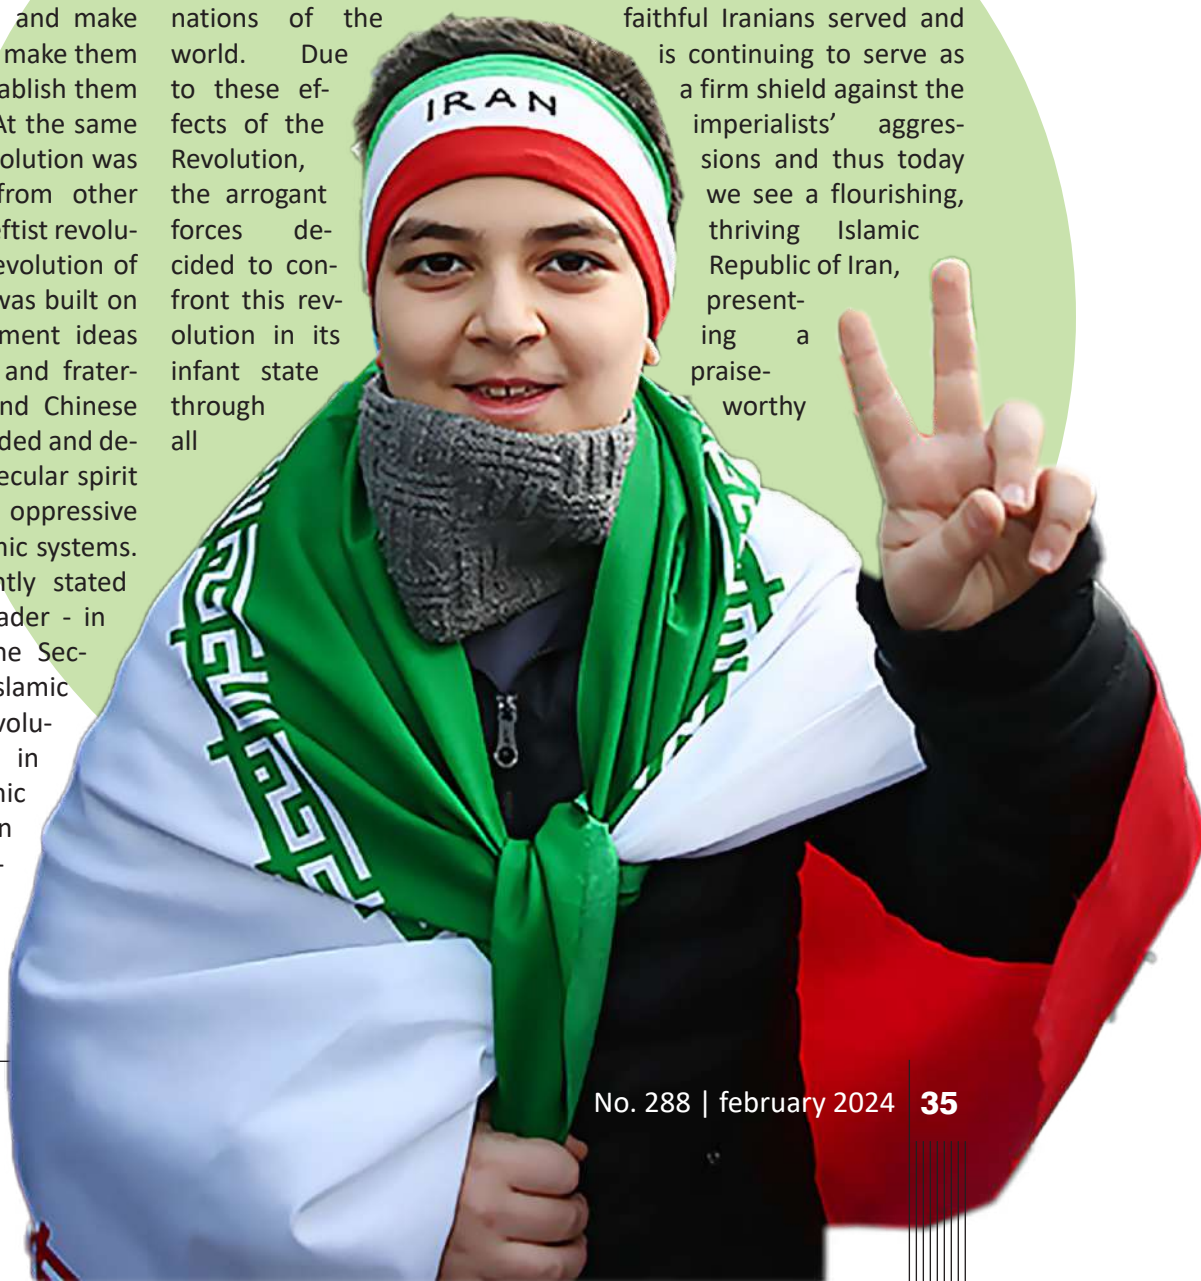 and make
make them
ablish them
At the same
olution was
from other
eftist revolu-
evolution of
was built on
ment ideas
and frater-
nd Chinese
ded and de-
ecular spirit
oppressive
nic systems.
ntly stated
ader - in
he Sec-
slamic
volu-
in
nic
n
-
nations of the
world. Due
to these ef-
fects of the
Revolution,
the arrogant
forces de-
cided to con-
front this rev-
olution in its
infant state
through
all
faithful Iranians served and
is continuing to serve as
a firm shield against the
imperialists’ aggres-
sions and thus today
we see a flourishing,
thriving Islamic
Republic of Iran,
present-
ing a
praise-
worthy
IRAN
No. 288 | february 2024 35